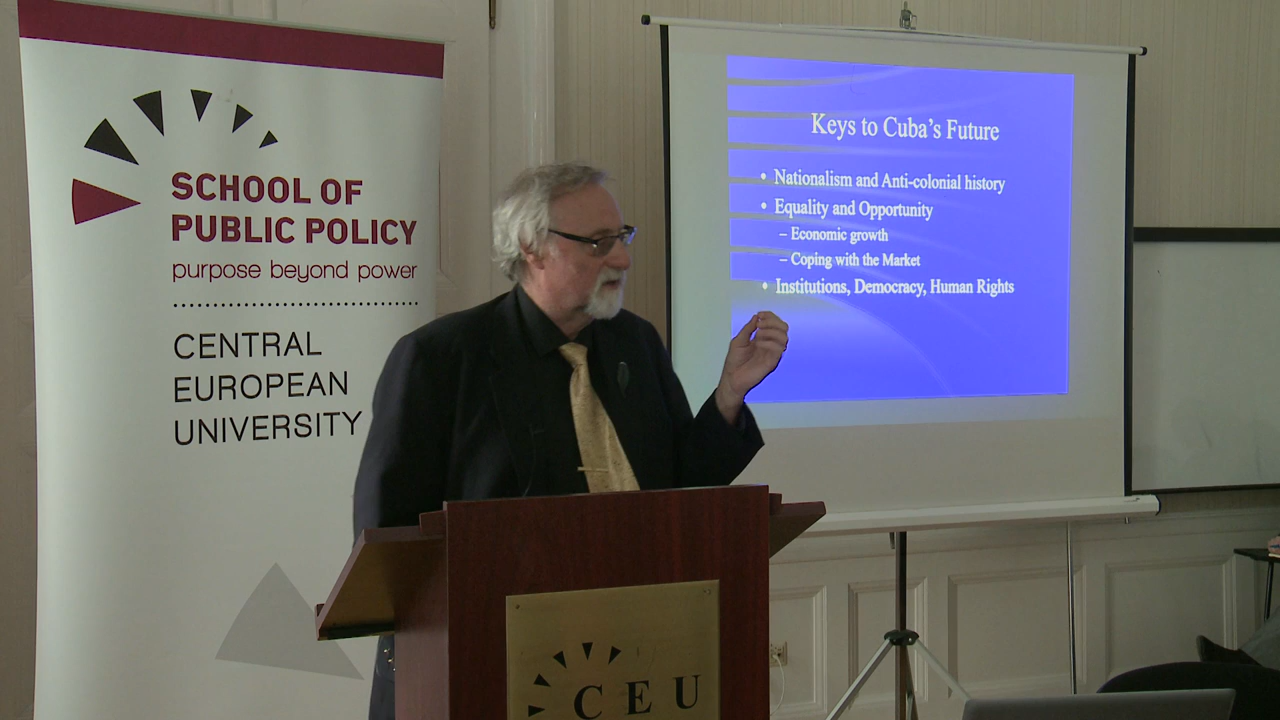 SCHOOL OF
PUBLIC POLICY
purpose beyond power
CENTRAL
EUROPEAN
UNIVERSITY
Keys to Cuba's Future
• Nationalism and Anti-colonial history
• Equality and Opportunity
– Economic growth
– Coping with the Market
• Institutions, Democracy, Human Rights
CEU